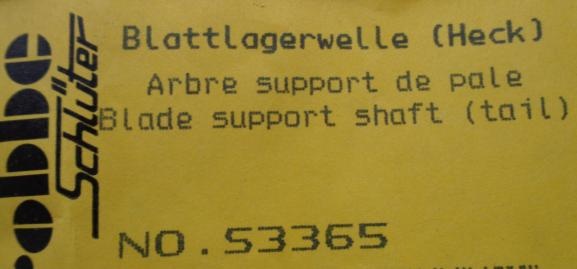 Blattlagerwelle (Heck)
Arbre support de pale
Blade support shaft (tail)
NO.S3365
Schlüter